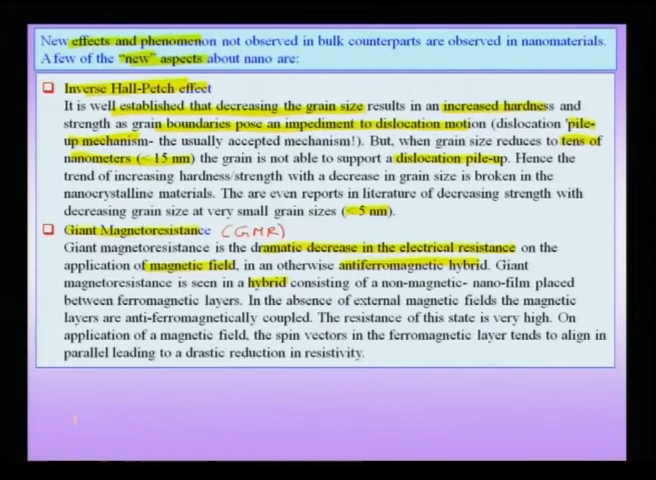 New effects and phenomenon not observed in bulk counterparts are observed in nanomaterials.
A few of the "new" aspects about nano are:
Inverse Hall-Petch effect
It is well established that decreasing the grain size results in an increased hardness and
strength as grain boundaries pose an impediment to dislocation motion (dislocation 'pile-
up mechanism- the usually accepted mechanism!). But, when grain size reduces to tens of
nanometers (< 15 nm) the grain is not able to support a dislocation pile-up. Hence the
trend of increasing hardness/strength with a decrease in grain size is broken in the
nanocrystalline materials. The are even reports in literature of decreasing strength with
decreasing grain size at very small grain sizes (< 5 nm).
Giant Magnetoresistance (GMR)
Giant magnetoresistance is the dramatic decrease in the electrical resistance on the
application of magnetic field, in an otherwise antiferromagnetic hybrid. Giant
magnetoresistance is seen in a hybrid consisting of a non-magnetic- nano-film placed
between ferromagnetic layers. In the absence of external magnetic fields the magnetic
layers are anti-ferromagnetically coupled. The resistance of this state is very high. On
application of a magnetic field, the spin vectors in the ferromagnetic layer tends to align in
parallel leading to a drastic reduction in resistivity.